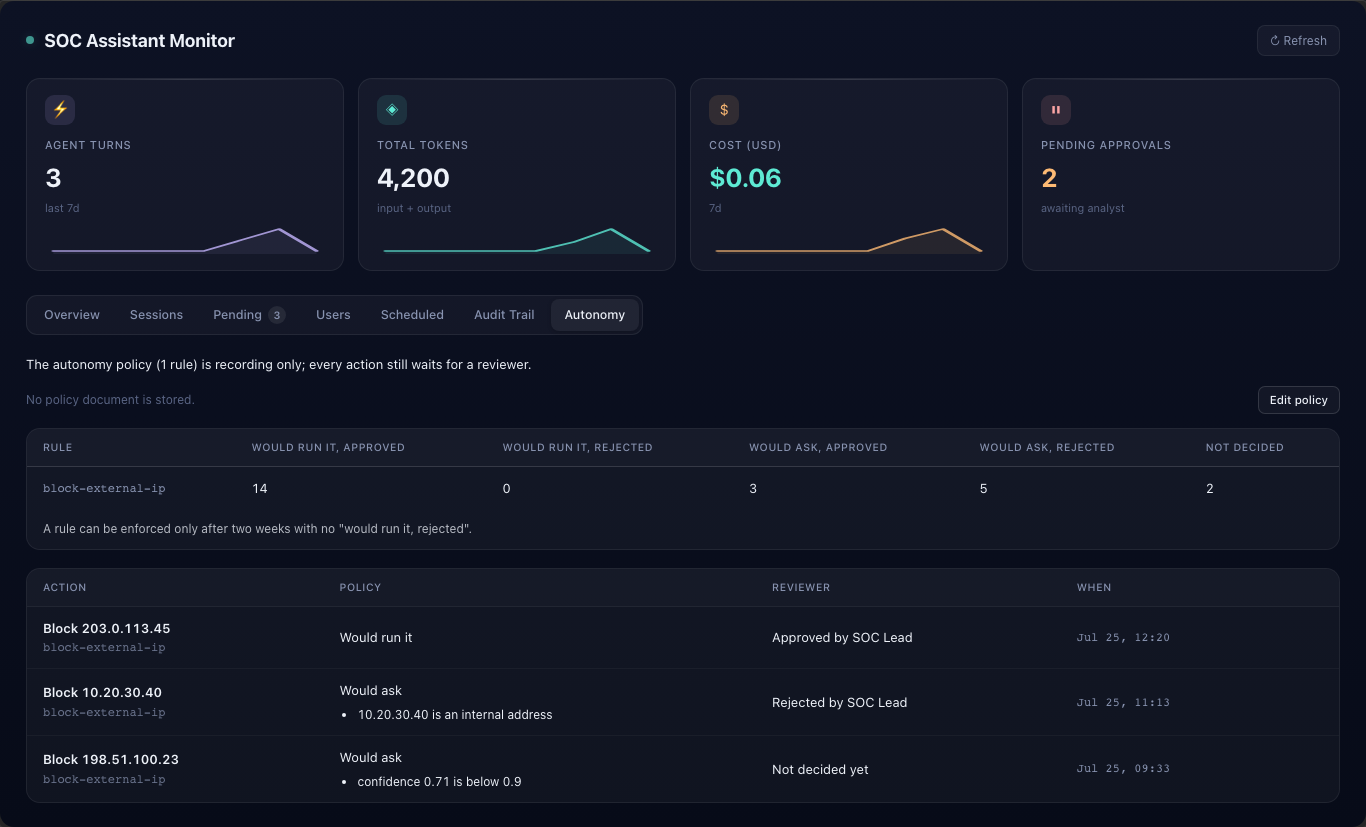 SOC Assistant Monitor
↻ Refresh
AGENT TURNS
3
last 7d
TOTAL TOKENS
4,200
input + output
$
COST (USD)
$0.06
7d
PENDING APPROVALS
2
awaiting analyst
Overview Sessions Pending 3 Users Scheduled Audit Trail Autonomy
The autonomy policy (1 rule) is recording only; every action still waits for a reviewer.
No policy document is stored.
Edit policy
RULE WOULD RUN IT, APPROVED WOULD RUN IT, REJECTED WOULD ASK, APPROVED WOULD ASK, REJECTED NOT DECIDED
block-external-ip 14 0 3 5 2
A rule can be enforced only after two weeks with no "would run it, rejected".
ACTION POLICY REVIEWER WHEN
Block 203.0.113.45
block-external-ip
Would run it
Approved by SOC Lead
Jul 25, 12:20
Block 10.20.30.40
block-external-ip
Would ask
• 10.20.30.40 is an internal address
Rejected by SOC Lead
Jul 25, 11:13
Block 198.51.100.23
block-external-ip
Would ask
• confidence 0.71 is below 0.9
Not decided yet
Jul 25, 09:33